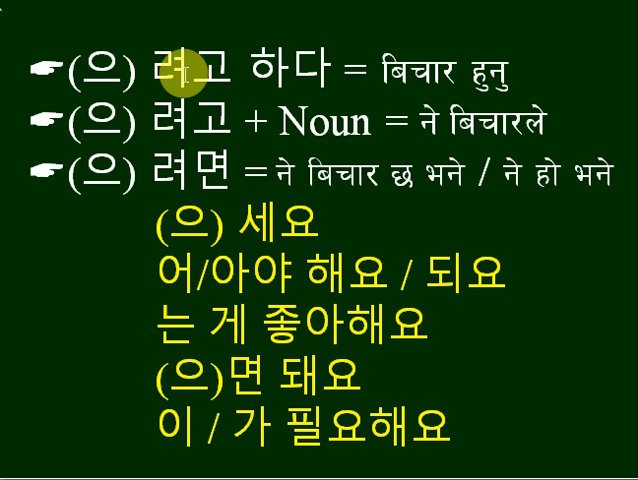 ☛(으) 려고 하다 = बिचार हुनु
☛(으) 려고 + Noun = ने बिचारले
☛(으) 려면 = ने बिचार छ भने / ने हो भने
(으) 세요
어/아야 해요 / 되요
는 게 좋아해요
(으)면 돼요
이 / 가 필요해요